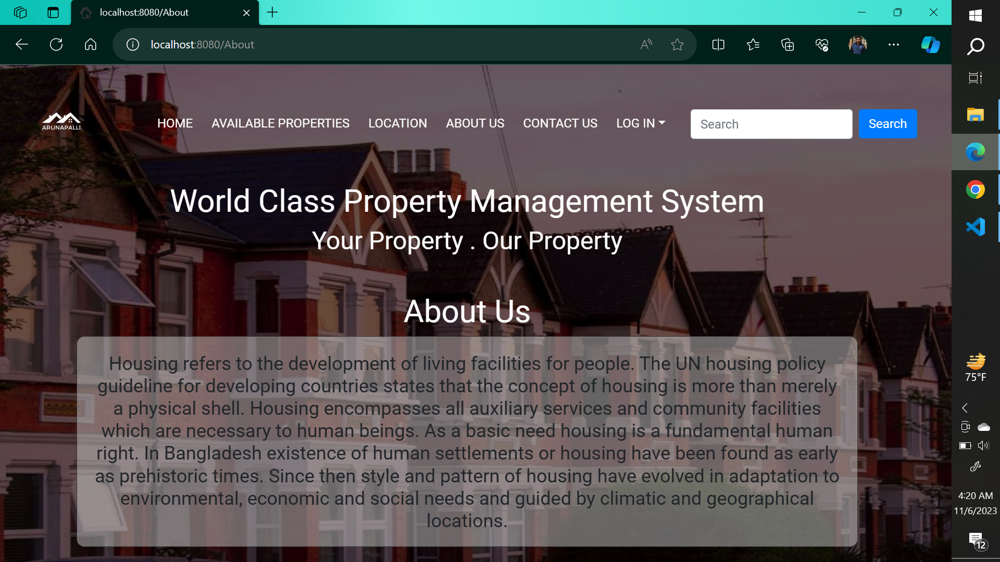 localhost:8080/About
localhost:8080/About
ARUNAPALLI
HOME AVAILABLE PROPERTIES LOCATION ABOUT US CONTACT US LOG IN Search Search
World Class Property Management System
Your Property . Our Property
About Us
Housing refers to the development of living facilities for people. The UN housing policy
guideline for developing countries states that the concept of housing is more than merely
a physical shell. Housing encompasses all auxiliary services and community facilities
which are necessary to human beings. As a basic need housing is a fundamental human
right. In Bangladesh existence of human settlements or housing have been found as early
as prehistoric times. Since then style and pattern of housing have evolved in adaptation to
environmental, economic and social needs and guided by climatic and geographical
locations.
75°F
4:20 AM
11/6/2023
12